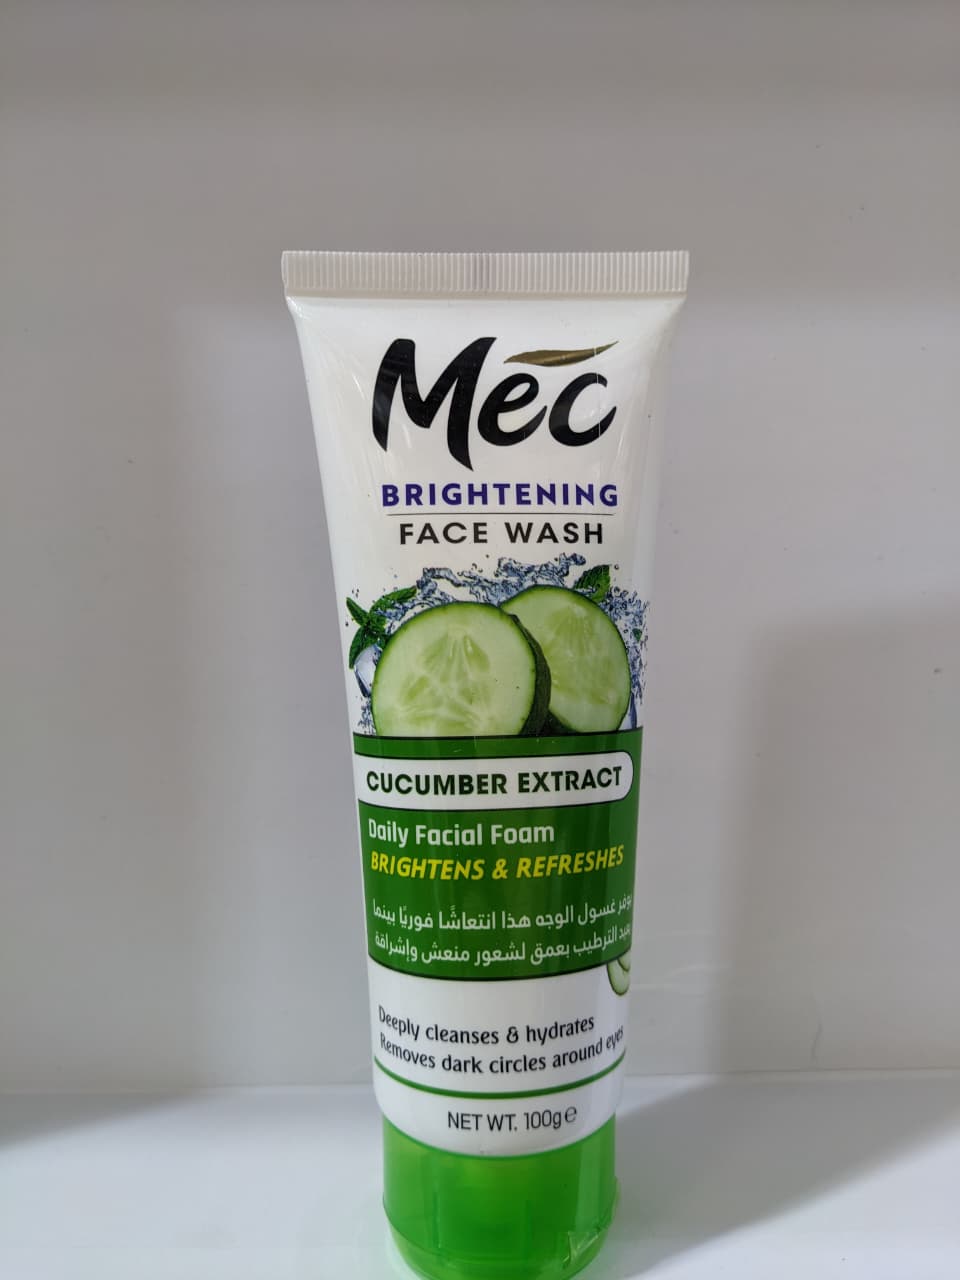 Mec
BRIGHTENING
FACE WASH
CUCUMBER EXTRACT
Daily Facial Foam
BRIGHTENS & REFRESHES
يوفر غسول الوجه هذا انتعاشًا فوريًا بينما
يعيد الترطيب بعمق لشعور منعش وإشراقة
Deeply cleanses & hydrates
Removes dark circles around eyes
NET WT. 100g℮